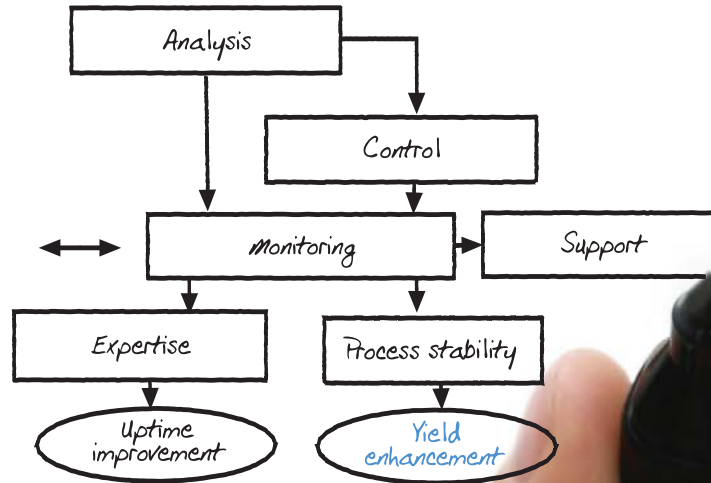 Analysis
Control
Monitoring
Support
Expertise
Process stability
Uptime
improvement
Yield
enhancement